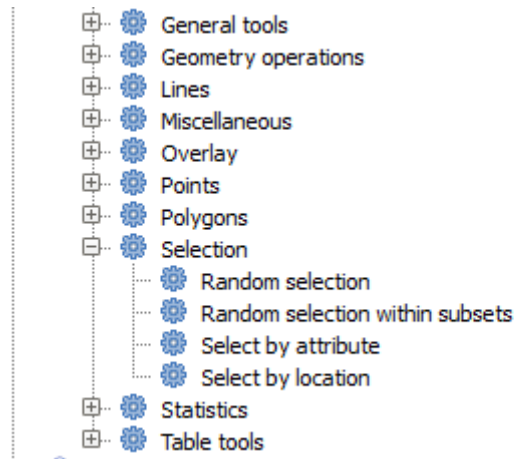 General tools
Geometry operations
Lines
Miscellaneous
Overlay
Points
Polygons
Selection
Random selection
Random selection within subsets
Select by attribute
Select by location
Statistics
Table tools